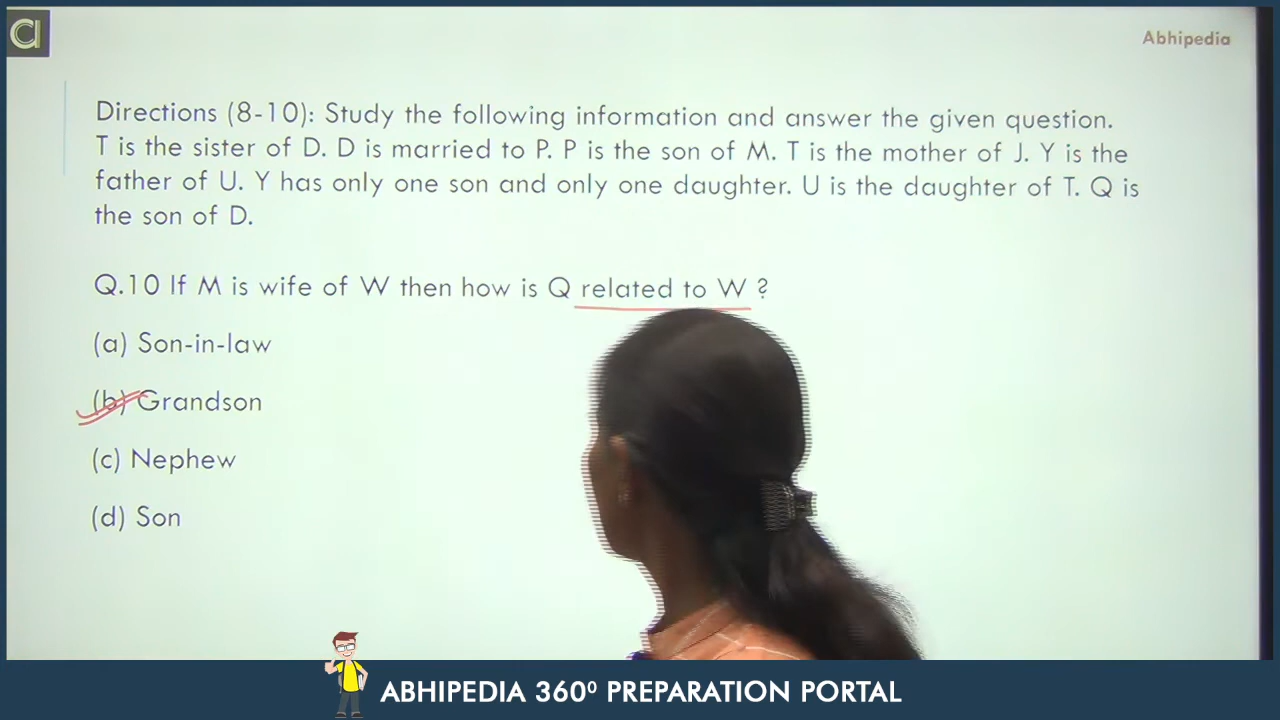 a
Abhipedia
Directions (8-10): Study the following information and answer the given question.
T is the sister of D. D is married to P. P is the son of M. T is the mother of J. Y is the
father of U. Y has only one son and only one daughter. U is the daughter of T. Q is
the son of D.
Q.10 If M is wife of W then how is Q related to W ?
(a) Son-in-law
(b) Grandson
(c) Nephew
(d) Son
ABHIPEDIA 360⁰ PREPARATION PORTAL